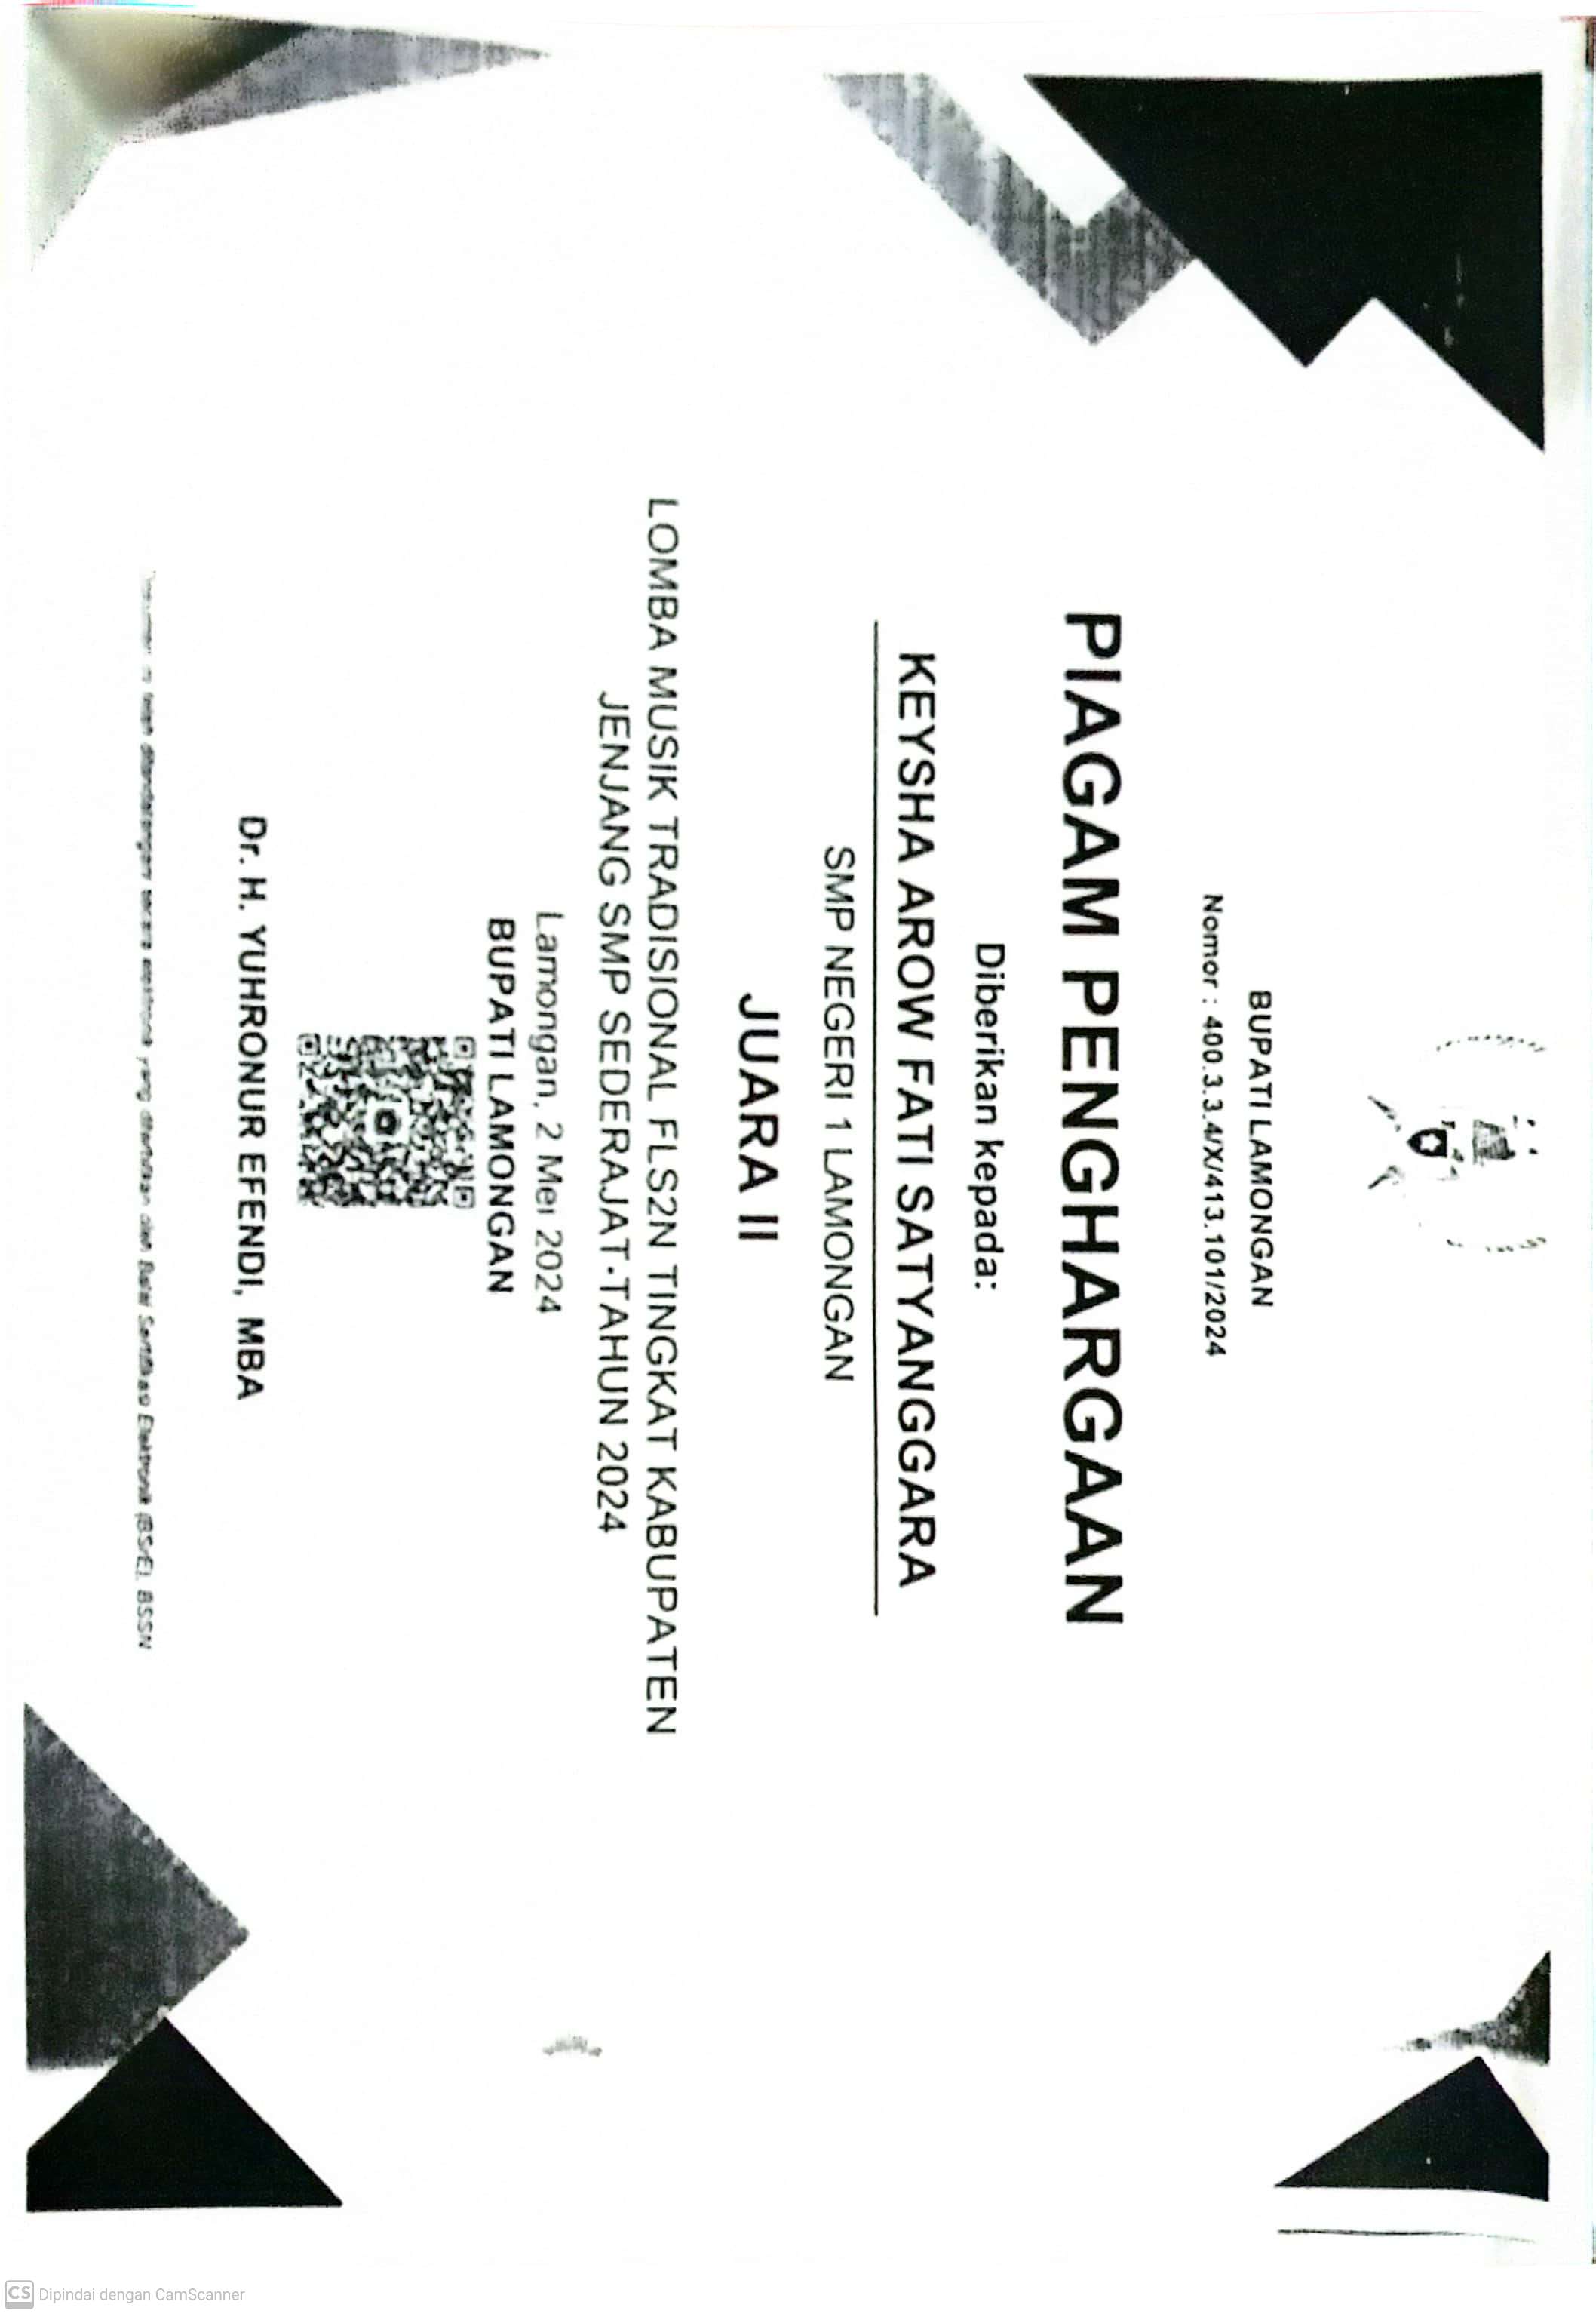 BUPATI LAMONGAN
Nomor : 400.3.3.4/X/413.101/2024
PIAGAM PENGHARGAAN
Diberikan kepada:
KEYSHA AROW FATI SATYANGGARA
SMP NEGERI 1 LAMONGAN
JUARA II
LOMBA MUSIK TRADISIONAL FLS2N TINGKAT KABUPATEN
JENJANG SMP SEDERAJAT-TAHUN 2024
Lamongan, 2 Mei 2024
BUPATI LAMONGAN
Dr. H. YUHRONUR EFENDI, MBA
ini telah ditandatangani secara elektronik yang diterbitkan oleh Balai Sertifikasi Elektronik (BSrE), BSSN
CS Dipindai dengan CamScanner